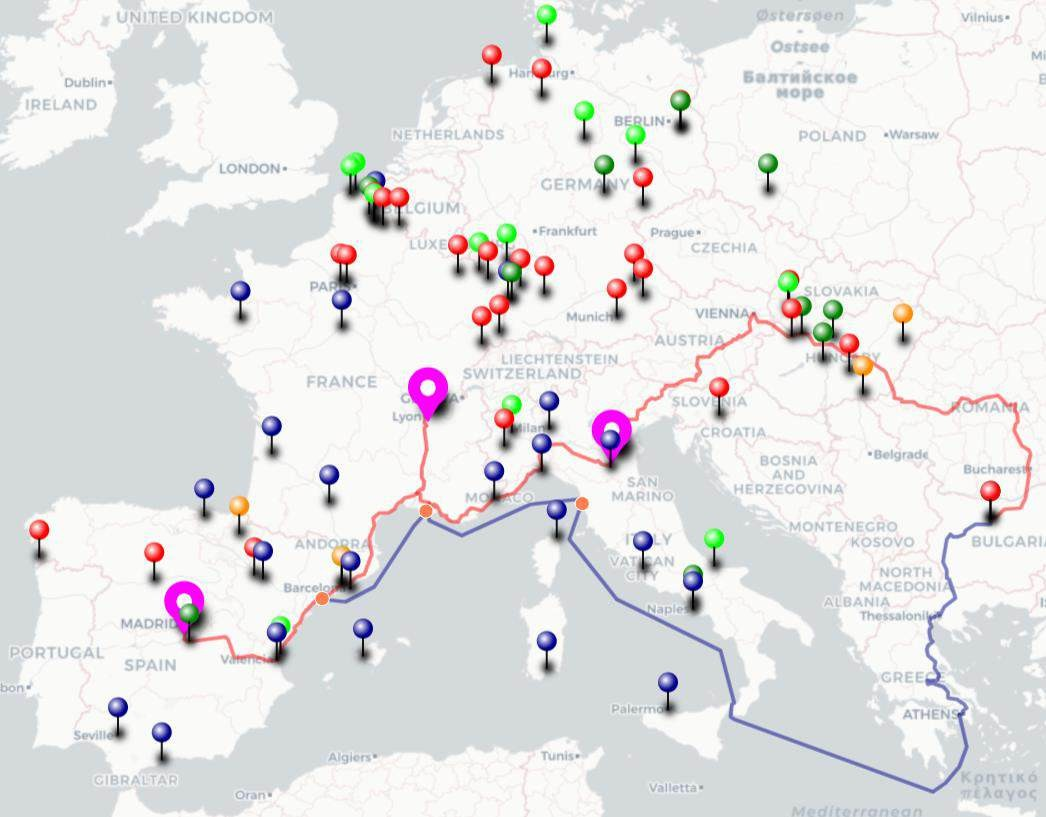 UNITED KINGDOM
Østersøen
-
Ostsee
-
Балтийское
море
Vilnius
Dublin
IRELAND
Hamburg
NETHERLANDS
BERLIN
POLAND
Warsaw
LONDON
GERMANY
BELGIUM
Frankfurt
Prague
LUXE
CZECHIA
PARIS
SLOVAKIA
Munich
VIENNA
AUSTRIA
HUNGARY
LIECHTENSTEIN
SWITZERLAND
FRANCE
GENEVA
Lyon
SLOVENIA
ROMANIA
Milan
CROATIA
Belgrade
BOSNIA
AND
HERZEGOVINA
Bucharest
SAN
MARINO
MONACO
MONTENEGRO
KOSOVO
BULGARIA
ITALY
VATICAN
CITY
ANDORRA
Barcelona
NORTH
MACEDONIA
ALBANIA
Naples
Thessaloniki
MADRID
PORTUGAL
SPAIN
Valencia
GREECE
bon
Palermo
ATHENS
Seville
GIBRALTAR
Algiers
Tunis
Oran
Valletta
Κρητικό
πέλαγος
Mediterranean